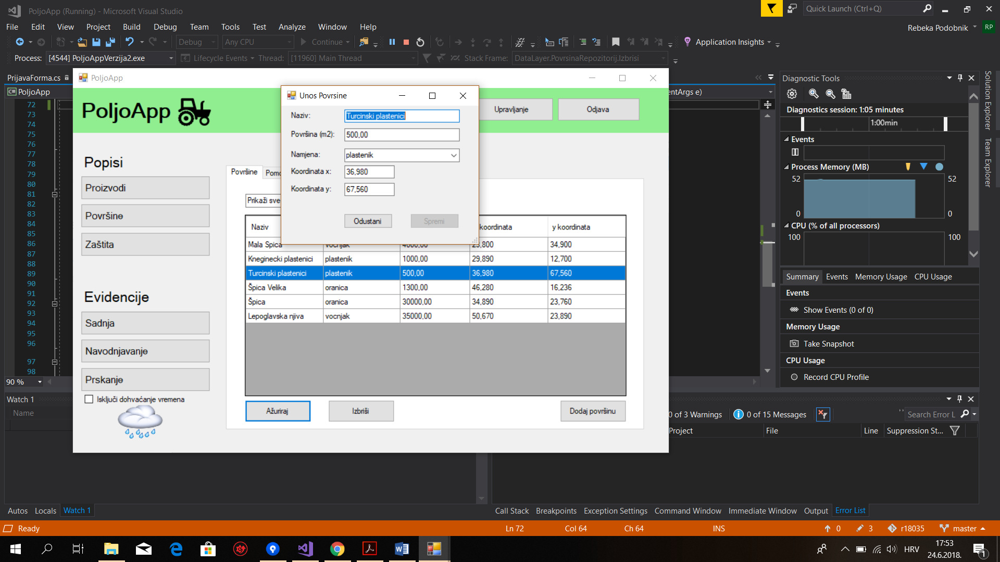 PoljoApp (Running) - Microsoft Visual Studio
Quick Launch (Ctrl+Q)
File Edit View Project Build Debug Team Tools Test Analyze Window Help
Rebeka Podobnik RP
Debug Any CPU Continue Application Insights
Process: [4544] PoljoAppVerzija2.exe Lifecycle Events Thread: [11960] Main Thread Stack Frame: DataLayer.PovrsinaRepozitorij.Izbrisi
PrijavaForma.cs
C# PoljoApp
entArgs e)
72
73
74
75
76
77
78
79
80
81
82
83
84
85
86
87
88
89
90
91
92
93
94
95
96
97
98
90 %
PoljoApp
PoljoApp
Upravljanje
Odjava
Popisi
Proizvodi
Površine
Zaštita
Evidencije
Sadnja
Navodnjavanje
Prskanje
Isključi dohvaćanje vremena
Površine
Prikaži sve
Naziv koordinata y koordinata
Mala Spica vocnjak 4000,00 23,800 34,900
Kneginecki plastenici plastenik 1000,00 29,890 12,700
Turcinski plastenici plastenik 500,00 36,980 67,560
Špica Velika oranica 1300,00 46,280 16,236
Špica oranica 30000,00 34,890 23,760
Lepoglavska njiva vocnjak 35000,00 50,670 23,890
Ažuriraj
Izbriši
Dodaj površinu
Unos Povrsine
Naziv: Turcinski plastenici
Površina (m2): 500,00
Namjena: plastenik
Koordinata x: 36,980
Koordinata y: 67,560
Odustani
Spremi
Diagnostic Tools
Diagnostics session: 1:05 minutes
1:00min
Events
Process Memory (MB)
52 52
0 0
CPU (% of all processors)
100 100
Summary Events Memory Usage CPU Usage
Events
Show Events (0 of 0)
Memory Usage
Take Snapshot
CPU Usage
Record CPU Profile
Solution Explorer
Team Explorer
Watch 1
Name
0 of 3 Warnings 0 of 15 Messages Search Error L
Project File Line Suppression St...
Autos Locals Watch 1
Call Stack Breakpoints Exception Settings Command Window Immediate Window Output Error List
Ready Ln 72 Col 64 Ch 64 INS 0 3 r18035 master
HRV 17:53
24.6.2018.
1